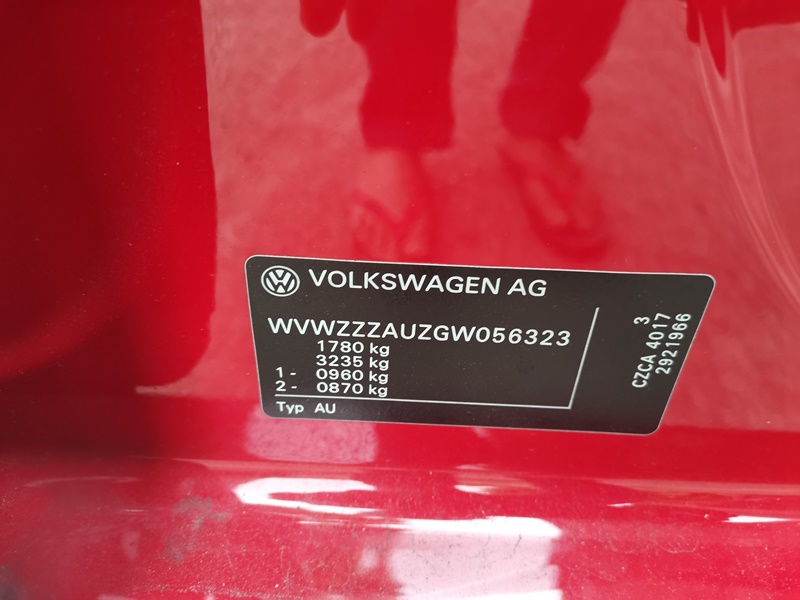 VOLKSWAGEN AG
WVWZZZAUZGW056323
1780 kg
3235 kg
1 - 0960 kg
2 - 0870 kg
Typ AU
3
CZCA 4017
2921966